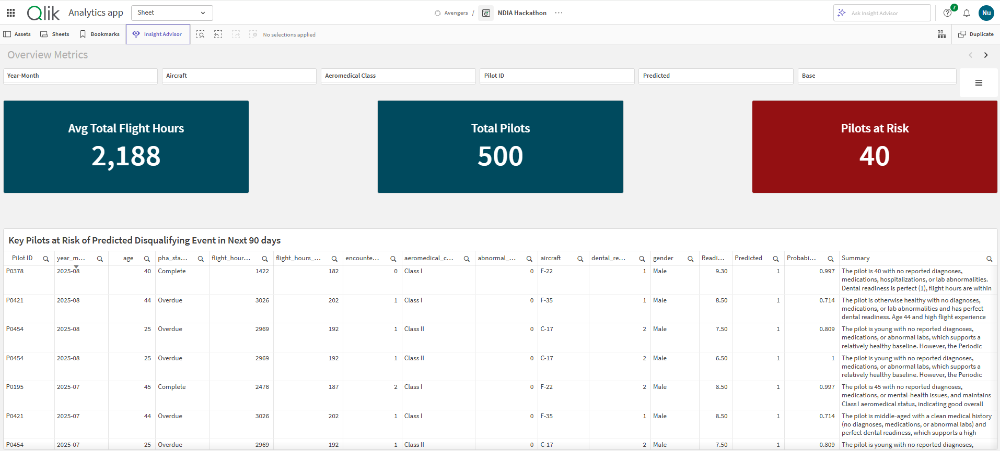 Qlik Analytics app Sheet Avengers / NDIA Hackathon ··· Ask Insight Advisor 7 Nu
Assets Sheets Bookmarks Insight Advisor No selections applied Duplicate
Overview Metrics
Year-Month Aircraft Aeromedical Class Pilot ID Predicted Base
Avg Total Flight Hours
2,188
Total Pilots
500
Pilots at Risk
40
Key Pilots at Risk of Predicted Disqualifying Event in Next 90 days
Pilot ID year_m... age pha_sta... flight_hour... flight_hours_... encounte... aeromedical_c... abnormal_... aircraft dental_re... gender Readi... Predicted Probabi... Summary
P0378 2025-08 40 Complete 1422 182 0 Class I 0 F-22 1 Male 9.30 1 0.997 The pilot is 40 with no reported diagnoses,
medications, hospitalizations, or lab abnormalities.
Dental readiness is perfect (1), flight hours are within
P0421 2025-08 44 Overdue 3026 202 1 Class I 0 F-35 1 Male 8.50 1 0.714 The pilot is otherwise healthy with no diagnoses,
medications, or lab abnormalities and has perfect
dental readiness. Age 44 and high flight experience
P0454 2025-08 25 Overdue 2969 192 1 Class II 0 C-17 2 Male 7.50 1 0.809 The pilot is young with no reported diagnoses,
medications, or abnormal labs, which supports a
relatively healthy baseline. However, the Periodic
P0454 2025-08 25 Overdue 2969 192 1 Class II 0 C-17 2 Male 6.50 1 1 The pilot is young with no reported diagnoses,
medications, or abnormal labs, which supports a
relatively healthy baseline. However, the Periodic
P0195 2025-07 45 Complete 2476 187 2 Class I 0 F-22 2 Male 8.50 1 0.997 The pilot is 45 with no reported diagnoses,
medications, or mental-health issues, and maintains
Class I aeromedical status, indicating good overall
P0421 2025-07 44 Overdue 3026 202 1 Class I 0 F-35 1 Male 8.50 1 0.714 The pilot is middle-aged with a clean medical history
(no diagnoses, medications, or abnormal labs) and
perfect dental readiness, which supports a high
P0454 2025-07 25 Overdue 2969 192 1 Class II 0 C-17 2 Male 7.50 1 0.809 The pilot is young with no reported diagnoses,